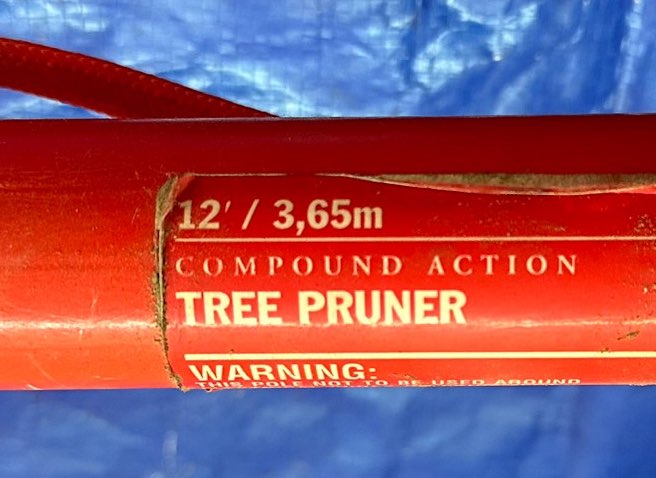 12' / 3,65m
COMPOUND ACTION
TREE PRUNER
WARNING:
THIS POLE NOT TO BE USED AROUND